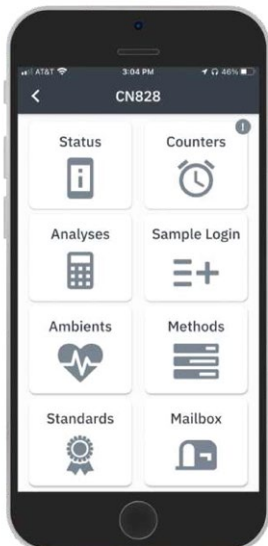 AT&T 3:04 PM 46%
CN828
Status Counters
Analyses Sample Login
Ambients Methods
Standards Mailbox